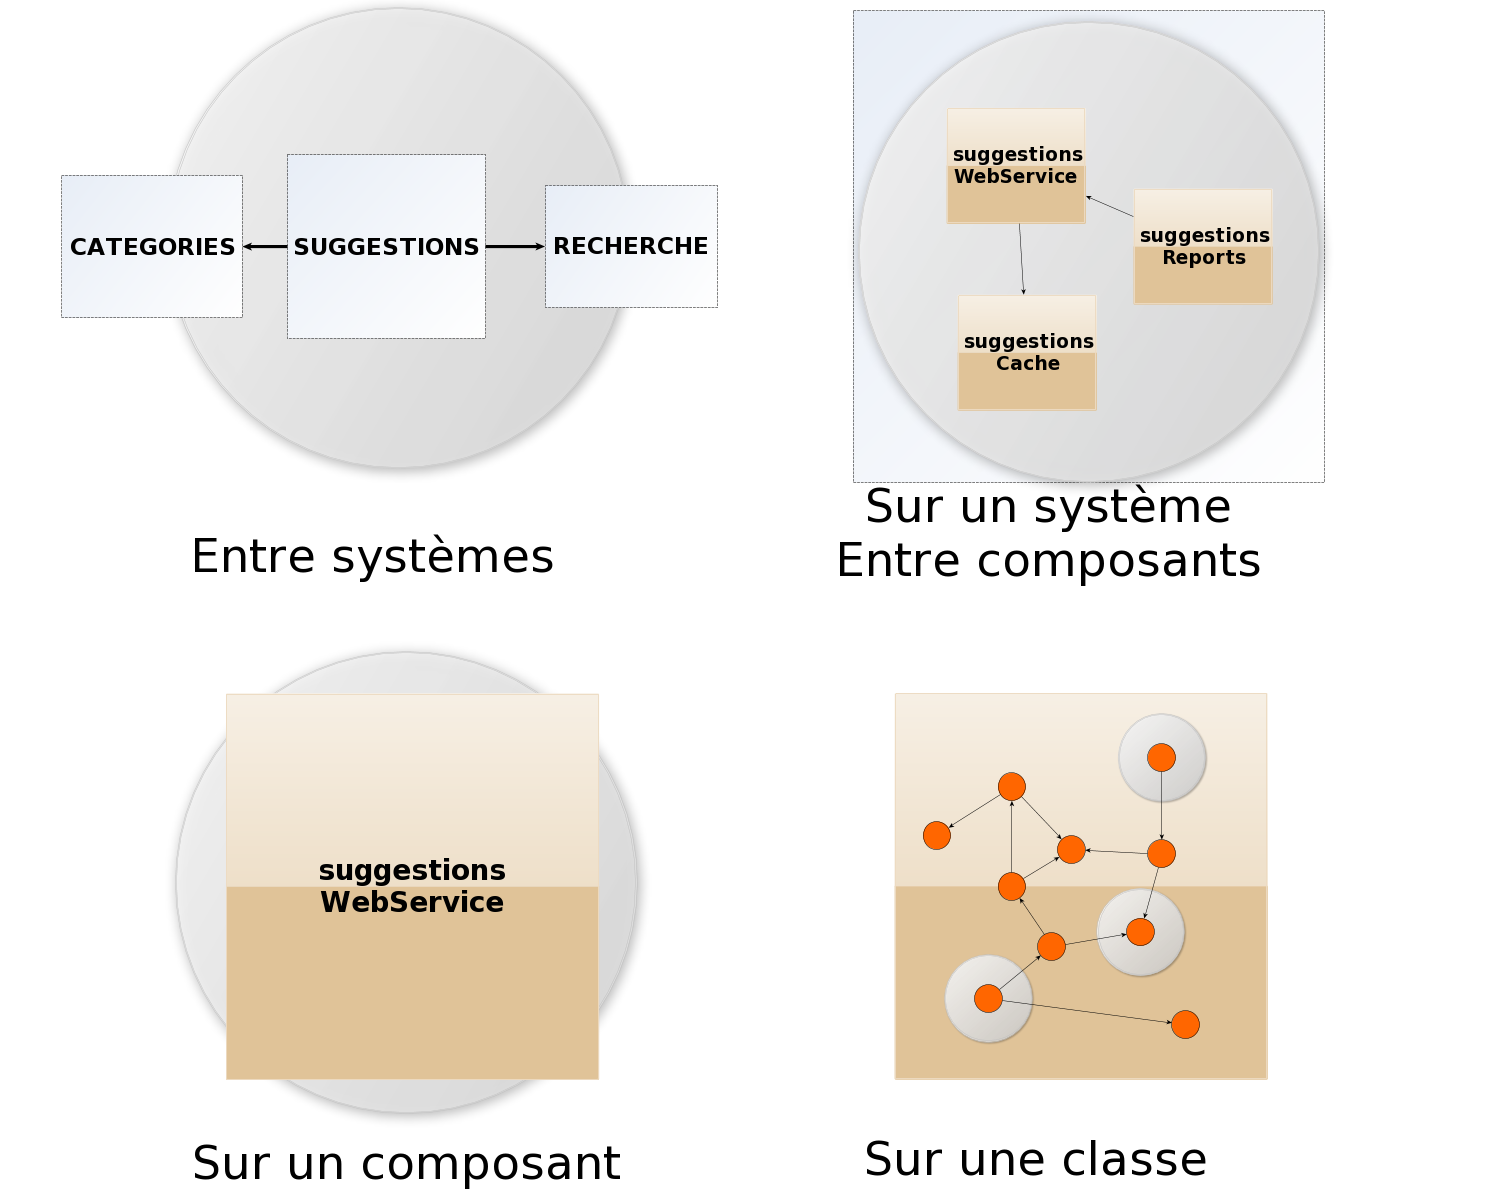 CATEGORIES
SUGGESTIONS
RECHERCHE
Entre systèmes
suggestions
WebService
suggestions
Reports
suggestions
Cache
Sur un système
Entre composants
suggestions
WebService
Sur un composant
Sur une classe